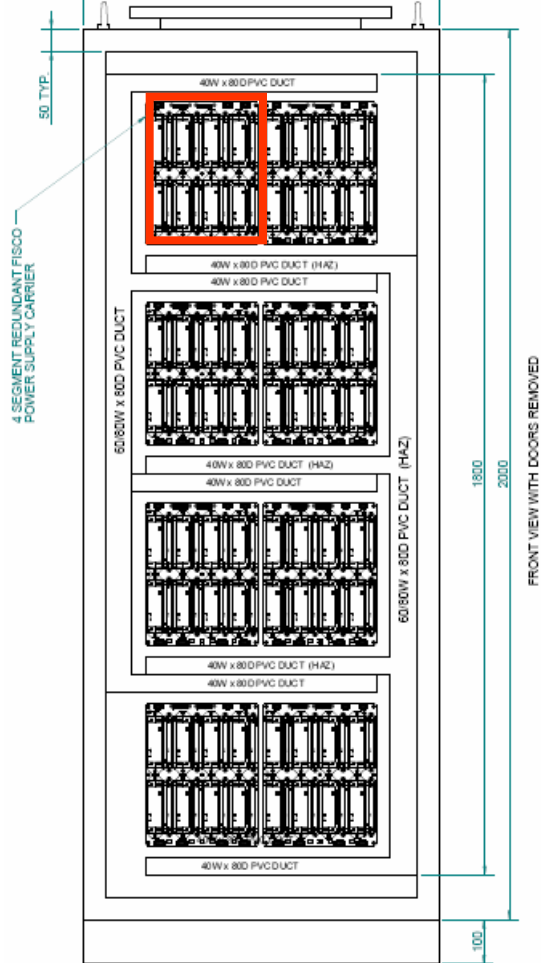 50 TYP.
40W x 80D PVC DUCT
4 SEGMENT REDUNDANT FISCO
POWER SUPPLY CARRIER
40W x 80D PVC DUCT (HAZ)
40W x 80D PVC DUCT
60/80W x 80D PVC DUCT
40W x 80D PVC DUCT (HAZ)
40W x 80D PVC DUCT
60/80W x 80D PVC DUCT (HAZ)
1800
2000
FRONT VIEW WITH DOORS REMOVED
40W x 80D PVC DUCT (HAZ)
40W x 80D PVC DUCT
40W x 80D PVC DUCT
100